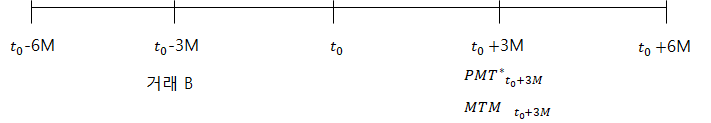 t₀-6M t₀-3M t₀ t₀ +3M t₀ +6M
거래 B PMT*ₜ₀₊₃M
MTM ₜ₀₊₃M